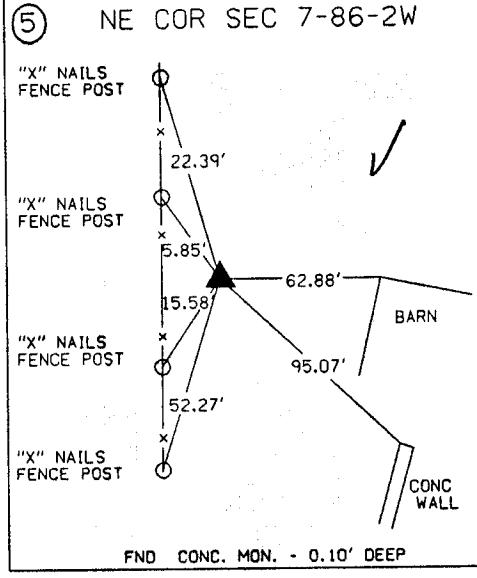 5 NE COR SEC 7-86-2W
"X" NAILS
FENCE POST
22.39'
"X" NAILS
FENCE POST
5.85'
62.88'
15.58'
BARN
"X" NAILS
FENCE POST
95.07'
52.27'
"X" NAILS
FENCE POST
CONC
WALL
FND CONC. MON. - 0.10' DEEP